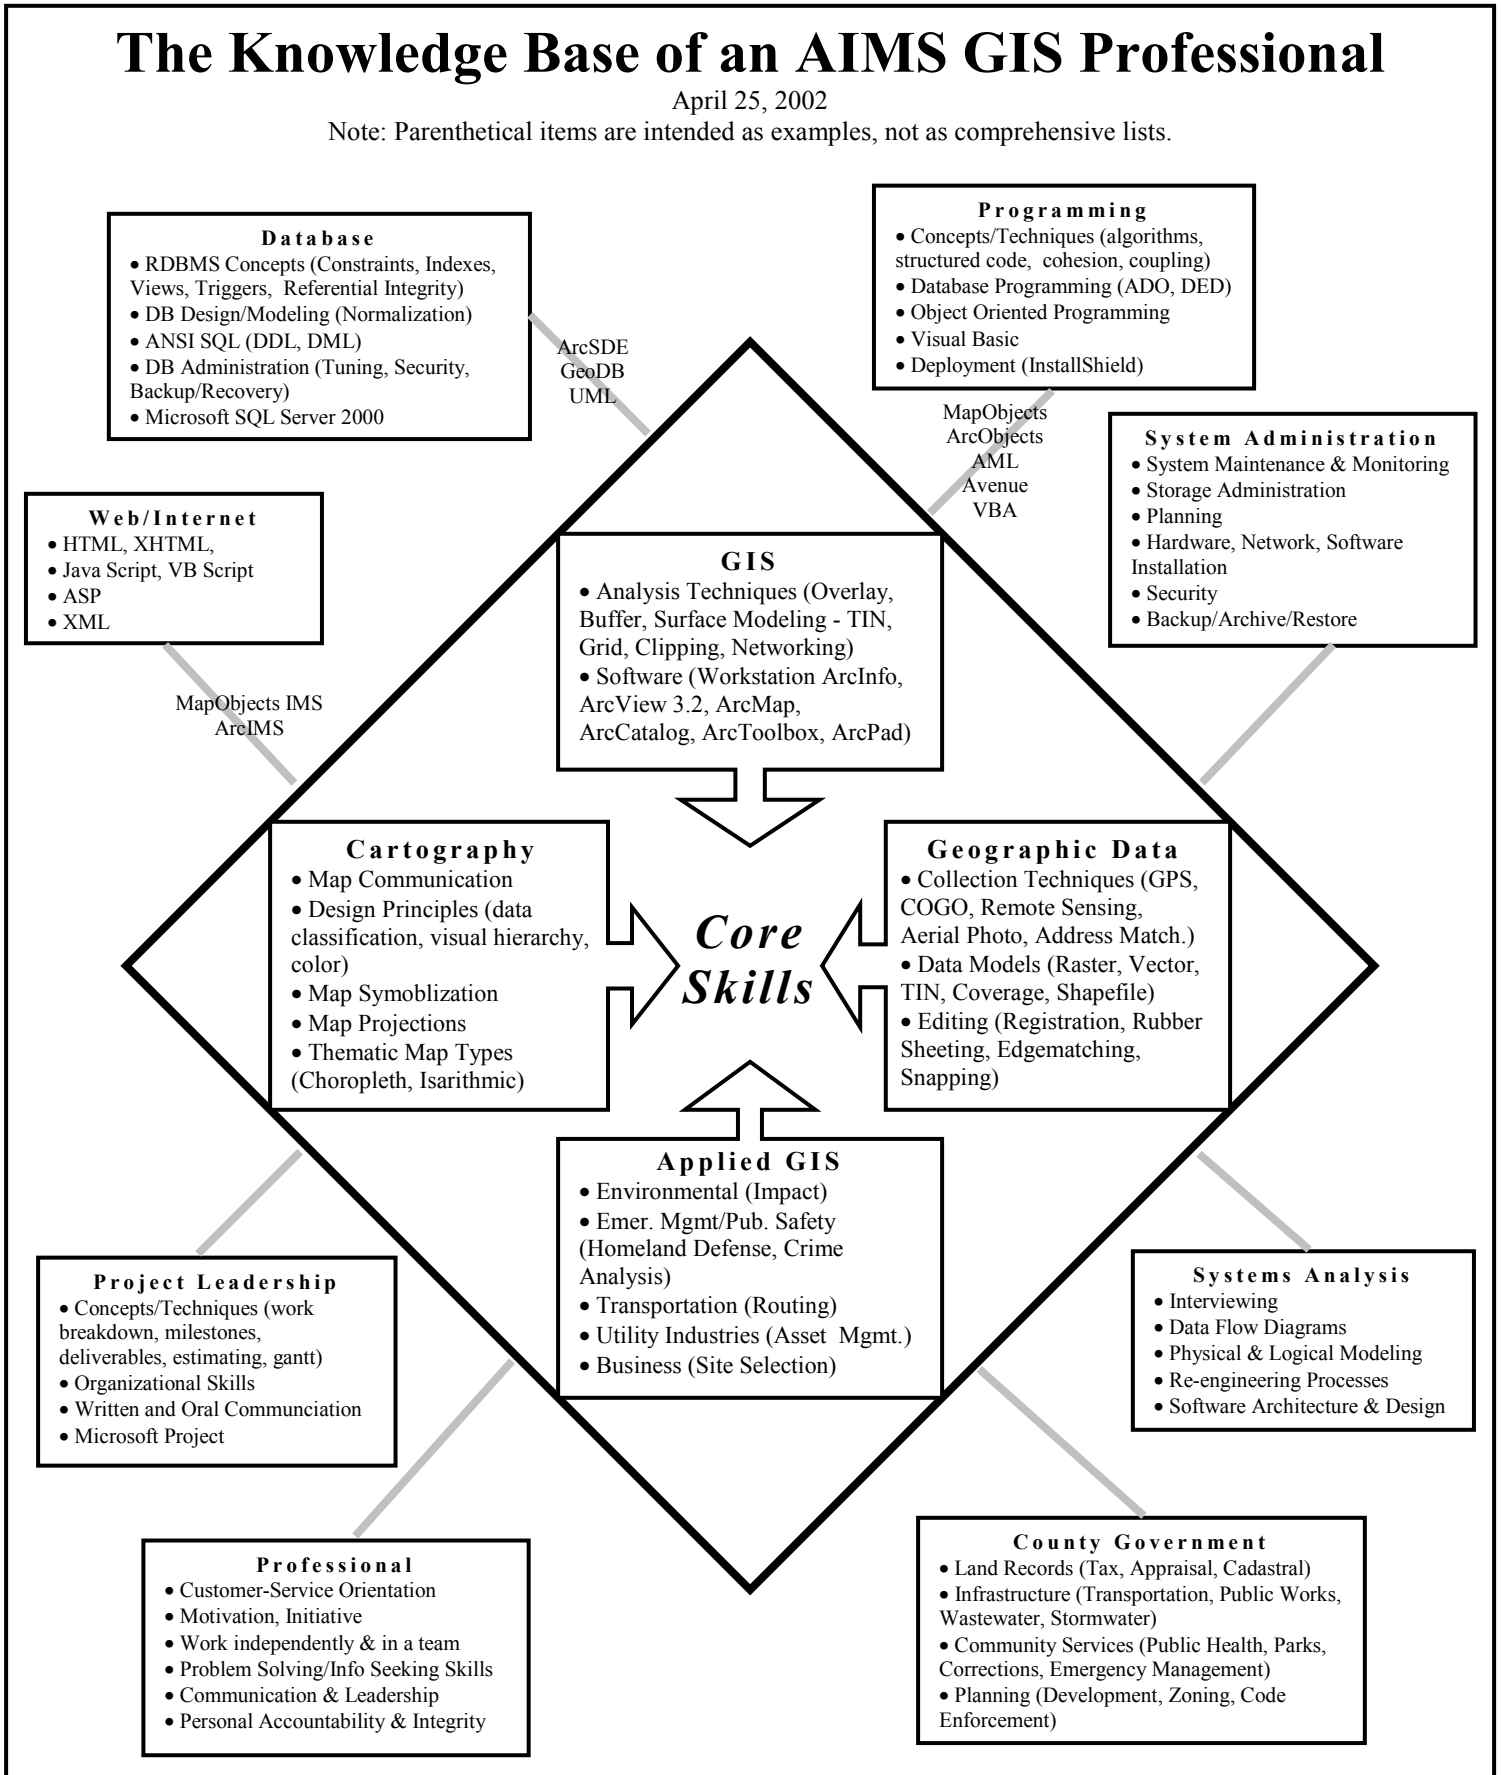 The Knowledge Base of an AIMS GIS Professional
April 25, 2002
Note: Parenthetical items are intended as examples, not as comprehensive lists.
Database
• RDBMS Concepts (Constraints, Indexes,
Views, Triggers, Referential Integrity)
• DB Design/Modeling (Normalization)
• ANSI SQL (DDL, DML)
• DB Administration (Tuning, Security,
Backup/Recovery)
• Microsoft SQL Server 2000
ArcSDE
GeoDB
UML
Programming
• Concepts/Techniques (algorithms,
structured code, cohesion, coupling)
• Database Programming (ADO, DED)
• Object Oriented Programming
• Visual Basic
• Deployment (InstallShield)
MapObjects
ArcObjects
AML
Avenue
VBA
System Administration
• System Maintenance & Monitoring
• Storage Administration
• Planning
• Hardware, Network, Software
Installation
• Security
• Backup/Archive/Restore
Web/Internet
• HTML, XHTML,
• Java Script, VB Script
• ASP
• XML
MapObjects IMS
ArcIMS
GIS
• Analysis Techniques (Overlay,
Buffer, Surface Modeling - TIN,
Grid, Clipping, Networking)
• Software (Workstation ArcInfo,
ArcView 3.2, ArcMap,
ArcCatalog, ArcToolbox, ArcPad)
Cartography
• Map Communication
• Design Principles (data
classification, visual hierarchy,
color)
• Map Symoblization
• Map Projections
• Thematic Map Types
(Choropleth, Isarithmic)
Core
Skills
Geographic Data
• Collection Techniques (GPS,
COGO, Remote Sensing,
Aerial Photo, Address Match.)
• Data Models (Raster, Vector,
TIN, Coverage, Shapefile)
• Editing (Registration, Rubber
Sheeting, Edgematching,
Snapping)
Applied GIS
• Environmental (Impact)
• Emer. Mgmt/Pub. Safety
(Homeland Defense, Crime
Analysis)
• Transportation (Routing)
• Utility Industries (Asset Mgmt.)
• Business (Site Selection)
Project Leadership
• Concepts/Techniques (work
breakdown, milestones,
deliverables, estimating, gantt)
• Organizational Skills
• Written and Oral Communciation
• Microsoft Project
Systems Analysis
• Interviewing
• Data Flow Diagrams
• Physical & Logical Modeling
• Re-engineering Processes
• Software Architecture & Design
Professional
• Customer-Service Orientation
• Motivation, Initiative
• Work independently & in a team
• Problem Solving/Info Seeking Skills
• Communication & Leadership
• Personal Accountability & Integrity
County Government
• Land Records (Tax, Appraisal, Cadastral)
• Infrastructure (Transportation, Public Works,
Wastewater, Stormwater)
• Community Services (Public Health, Parks,
Corrections, Emergency Management)
• Planning (Development, Zoning, Code
Enforcement)